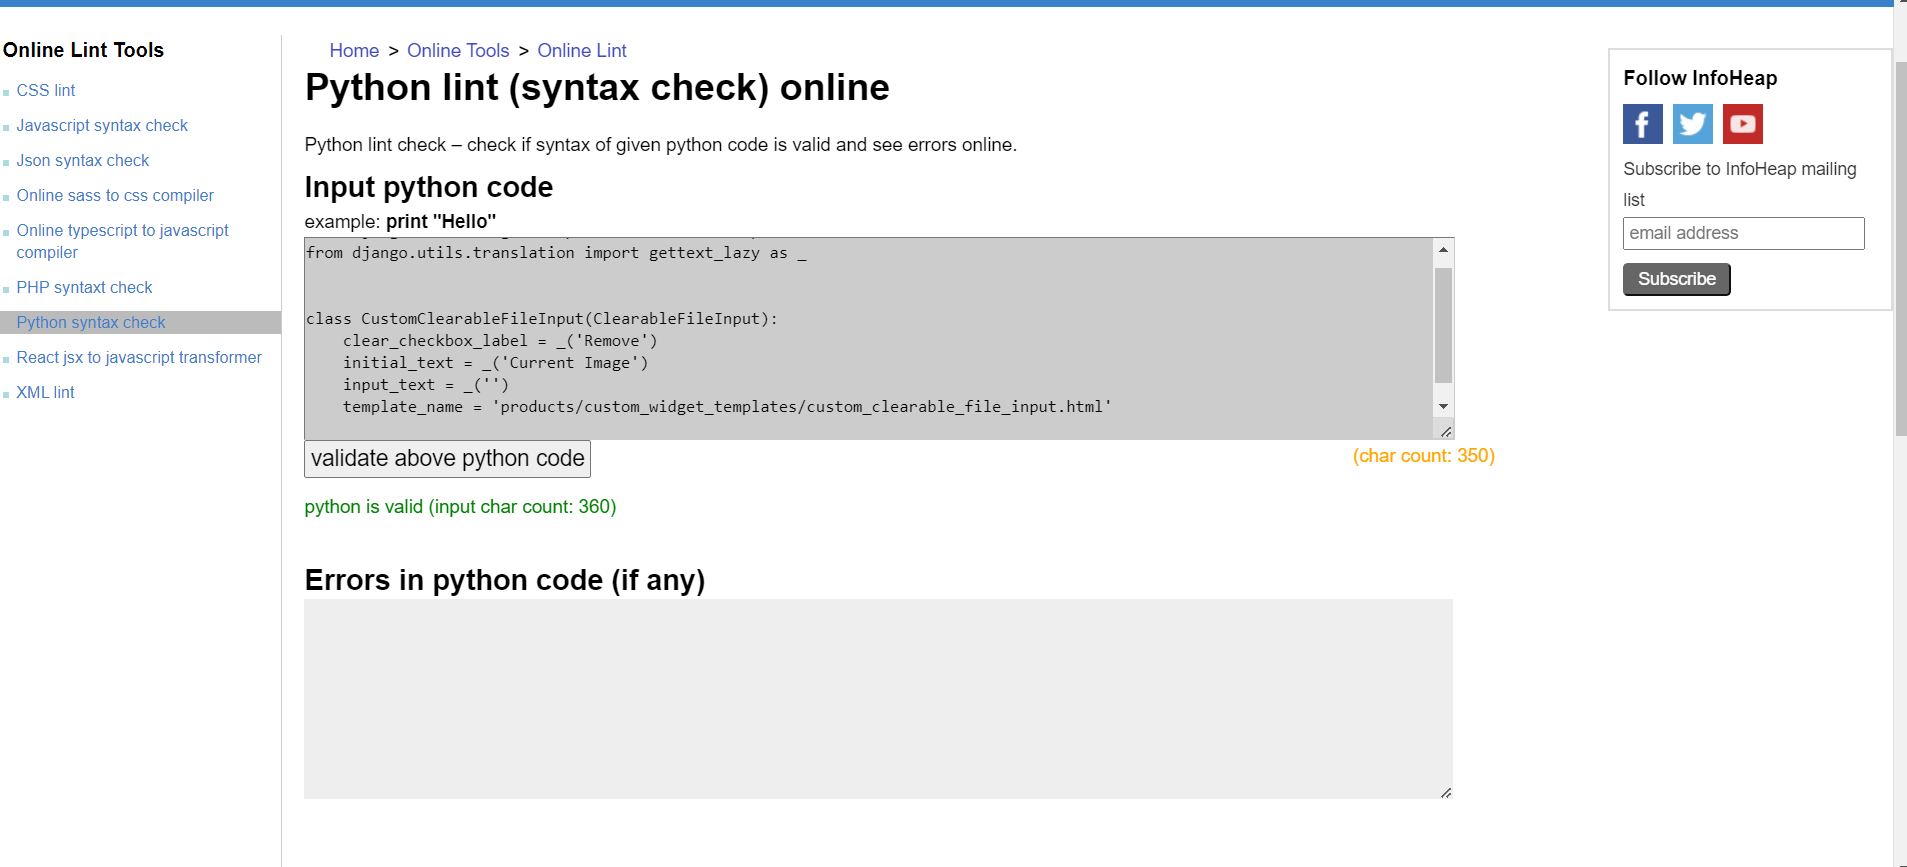 Online Lint Tools
CSS lint
Javascript syntax check
Json syntax check
Online sass to css compiler
Online typescript to javascript
compiler
PHP syntaxt check
Python syntax check
React jsx to javascript transformer
XML lint
Home > Online Tools > Online Lint
Python lint (syntax check) online
Python lint check – check if syntax of given python code is valid and see errors online.
Input python code
example: print "Hello"
from django.utils.translation import gettext_lazy as _
class CustomClearableFileInput(ClearableFileInput):
    clear_checkbox_label = _('Remove')
    initial_text = _('Current Image')
    input_text = _('')
    template_name = 'products/custom_widget_templates/custom_clearable_file_input.html'
validate above python code
(char count: 350)
python is valid (input char count: 360)
Errors in python code (if any)
Follow InfoHeap
Subscribe to InfoHeap mailing
list
email address
Subscribe